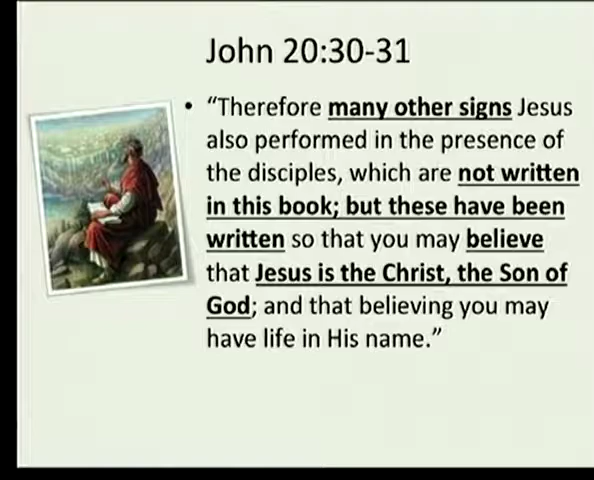 John 20:30-31
• “Therefore many other signs Jesus
also performed in the presence of
the disciples, which are not written
in this book; but these have been
written so that you may believe
that Jesus is the Christ, the Son of
God; and that believing you may
have life in His name.”